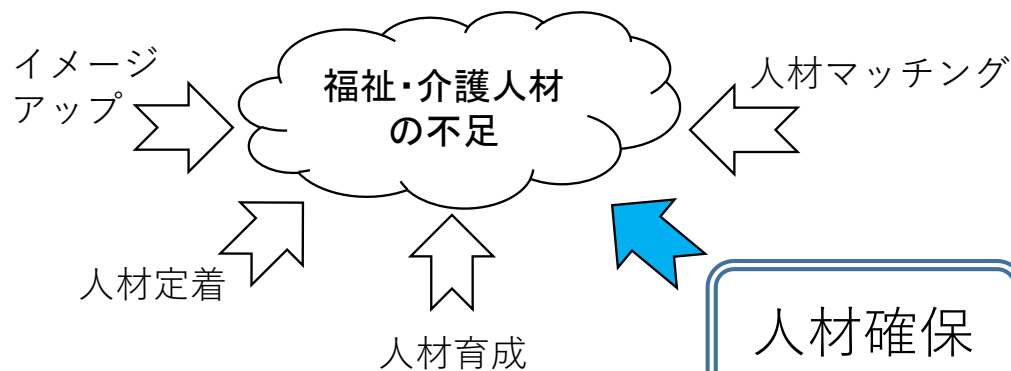 イメージ
アップ
福祉・介護人材
の不足
人材マッチング
人材定着
人材育成
人材確保